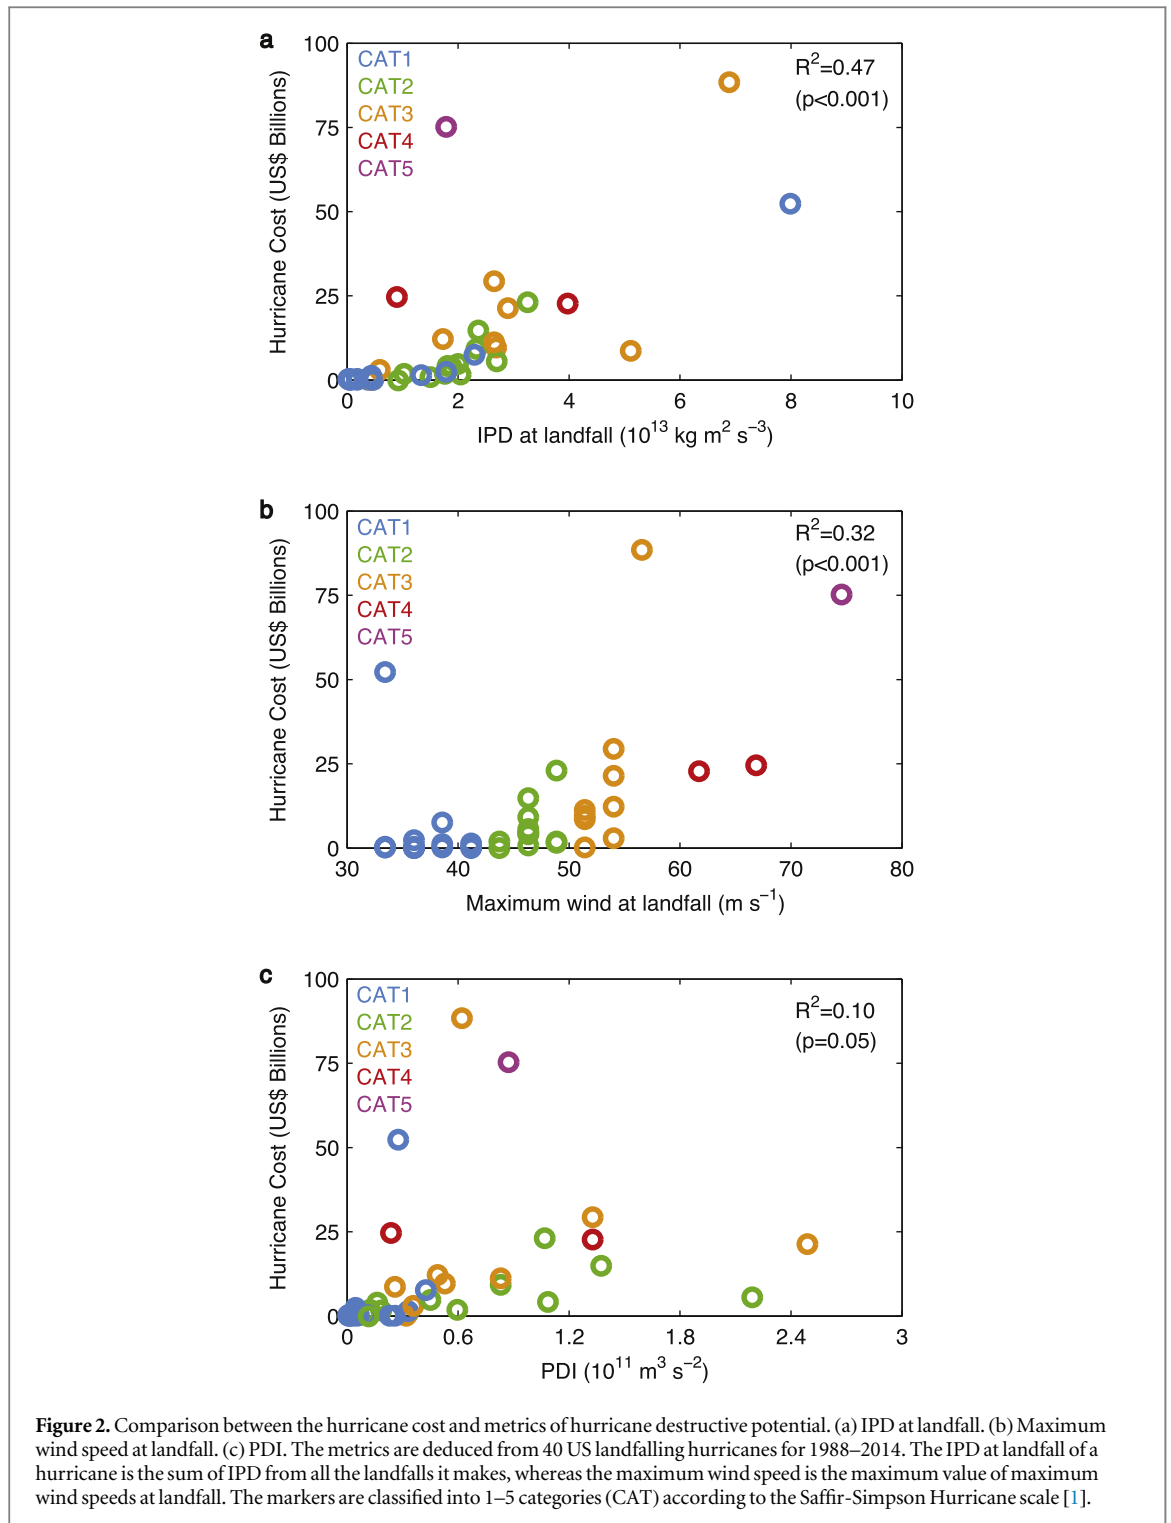 a
100
75
50
25
0
Hurricane Cost (US$ Billions)
CAT1
CAT2
CAT3
CAT4
CAT5
R²=0.47
(p<0.001)
0 2 4 6 8 10
IPD at landfall (10¹³ kg m² s⁻³)
b
100
75
50
25
0
Hurricane Cost (US$ Billions)
CAT1
CAT2
CAT3
CAT4
CAT5
R²=0.32
(p<0.001)
30 40 50 60 70 80
Maximum wind at landfall (m s⁻¹)
c
100
75
50
25
0
Hurricane Cost (US$ Billions)
CAT1
CAT2
CAT3
CAT4
CAT5
R²=0.10
(p=0.05)
0 0.6 1.2 1.8 2.4 3
PDI (10¹¹ m³ s⁻²)
Figure 2. Comparison between the hurricane cost and metrics of hurricane destructive potential. (a) IPD at landfall. (b) Maximum
wind speed at landfall. (c) PDI. The metrics are deduced from 40 US landfalling hurricanes for 1988–2014. The IPD at landfall of a
hurricane is the sum of IPD from all the landfalls it makes, whereas the maximum wind speed is the maximum value of maximum
wind speeds at landfall. The markers are classified into 1–5 categories (CAT) according to the Saffir-Simpson Hurricane scale [1].